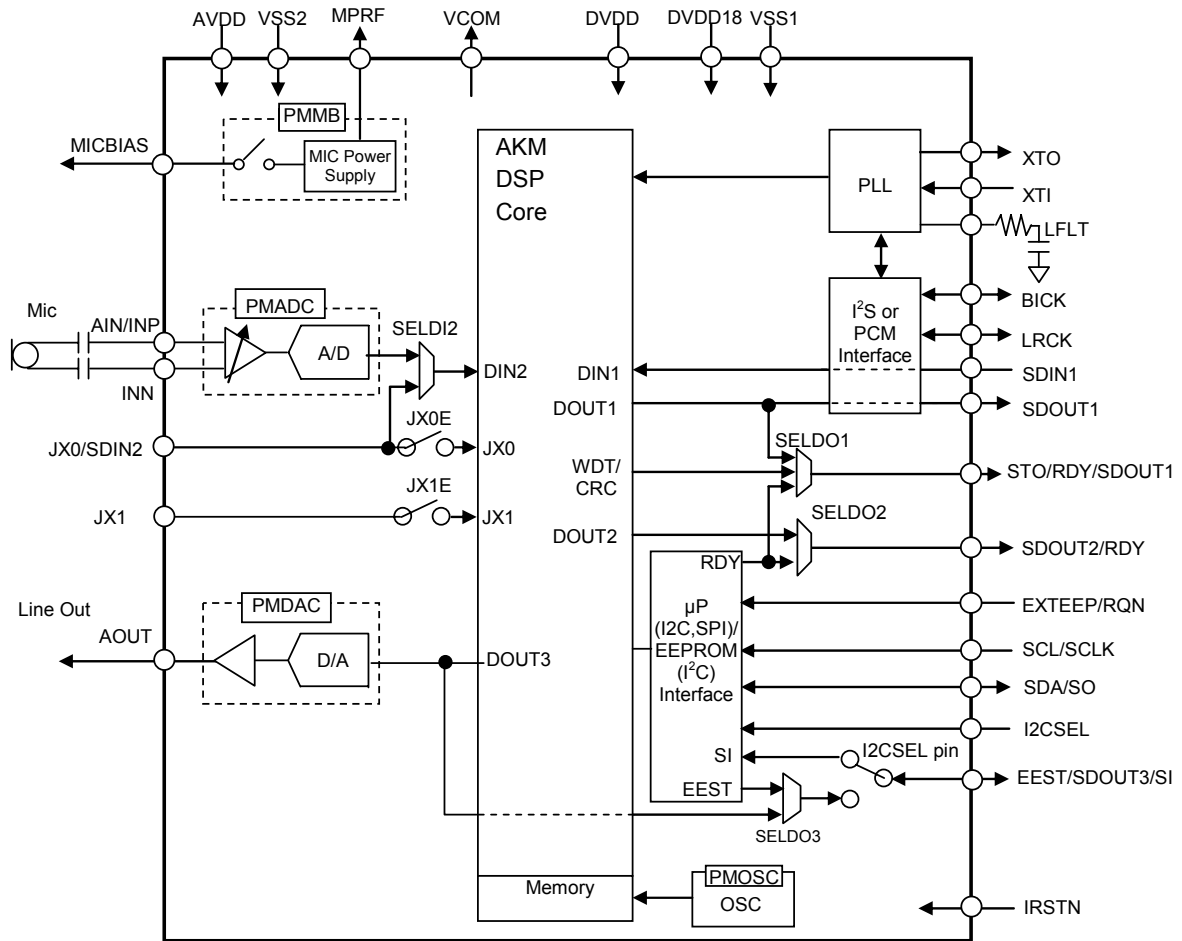 AVDD VSS2 MPRF VCOM DVDD DVDD18 VSS1
PMMB
MICBIAS
MIC Power
Supply
AKM
DSP
Core
PLL
XTO
XTI
LFLT
Mic
AIN/INP
INN
PMADC
A/D
SELDI2
DIN2
DIN1
DOUT1
I²S or
PCM
Interface
BICK
LRCK
SDIN1
SDOUT1
JX0/SDIN2
JX0E
JX0
WDT/
CRC
SELDO1
STO/RDY/SDOUT1
JX1
JX1E
JX1
DOUT2
SELDO2
SDOUT2/RDY
RDY
µP
(I2C,SPI)/
EEPROM
(I²C)
Interface
SI
EEST
EXTEEP/RQN
SCL/SCLK
SDA/SO
I2CSEL
I2CSEL pin
EEST/SDOUT3/SI
SELDO3
Line Out
AOUT
PMDAC
D/A
DOUT3
Memory
PMOSC
OSC
IRSTN